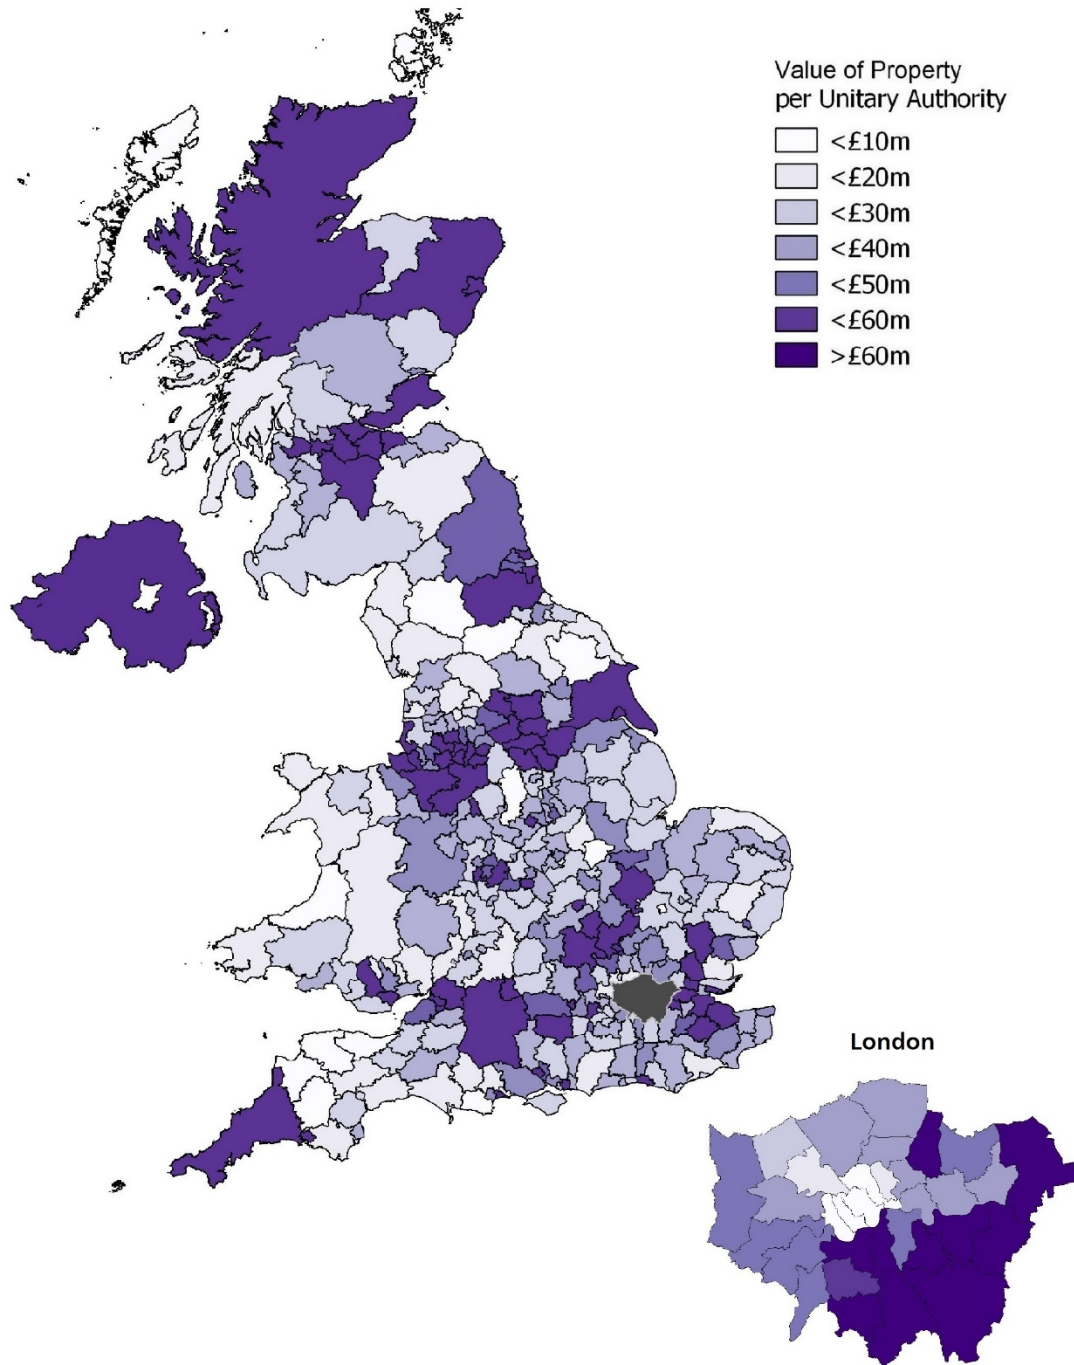 Value of Property
per Unitary Authority
<£10m
<£20m
<£30m
<£40m
<£50m
<£60m
>£60m
London